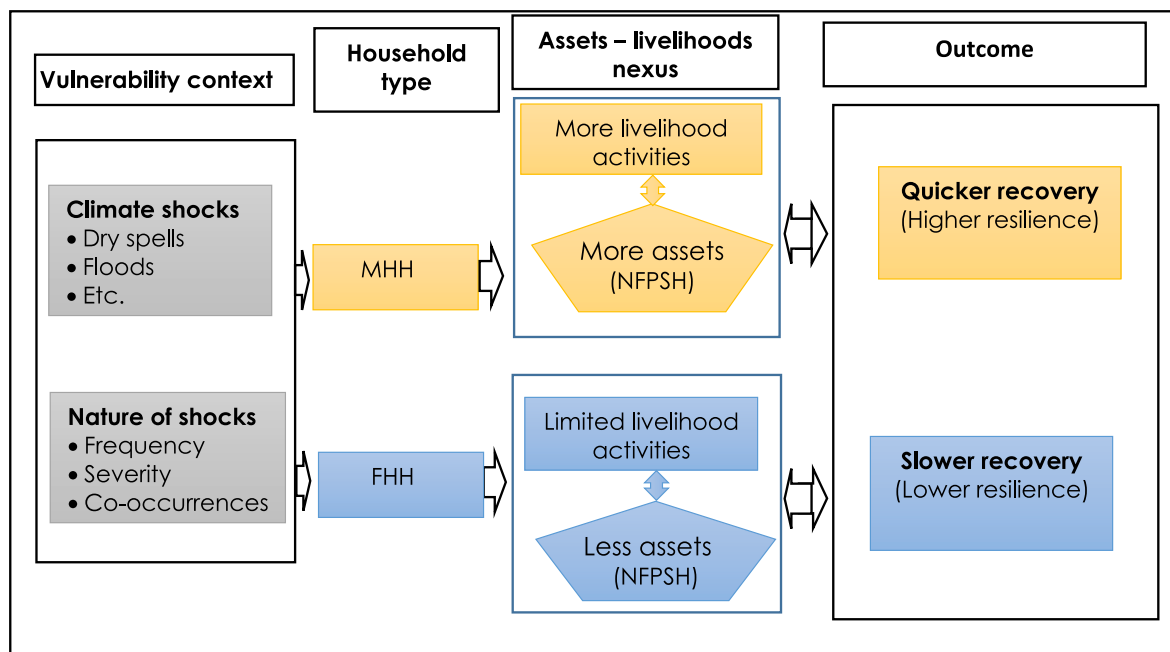 Vulnerability context
Household
type
Assets – livelihoods
nexus
Outcome
Climate shocks
• Dry spells
• Floods
• Etc.
Nature of shocks
• Frequency
• Severity
• Co-occurrences
MHH
FHH
More livelihood
activities
More assets
(NFPSH)
Limited livelihood
activities
Less assets
(NFPSH)
Quicker recovery
(Higher resilience)
Slower recovery
(Lower resilience)